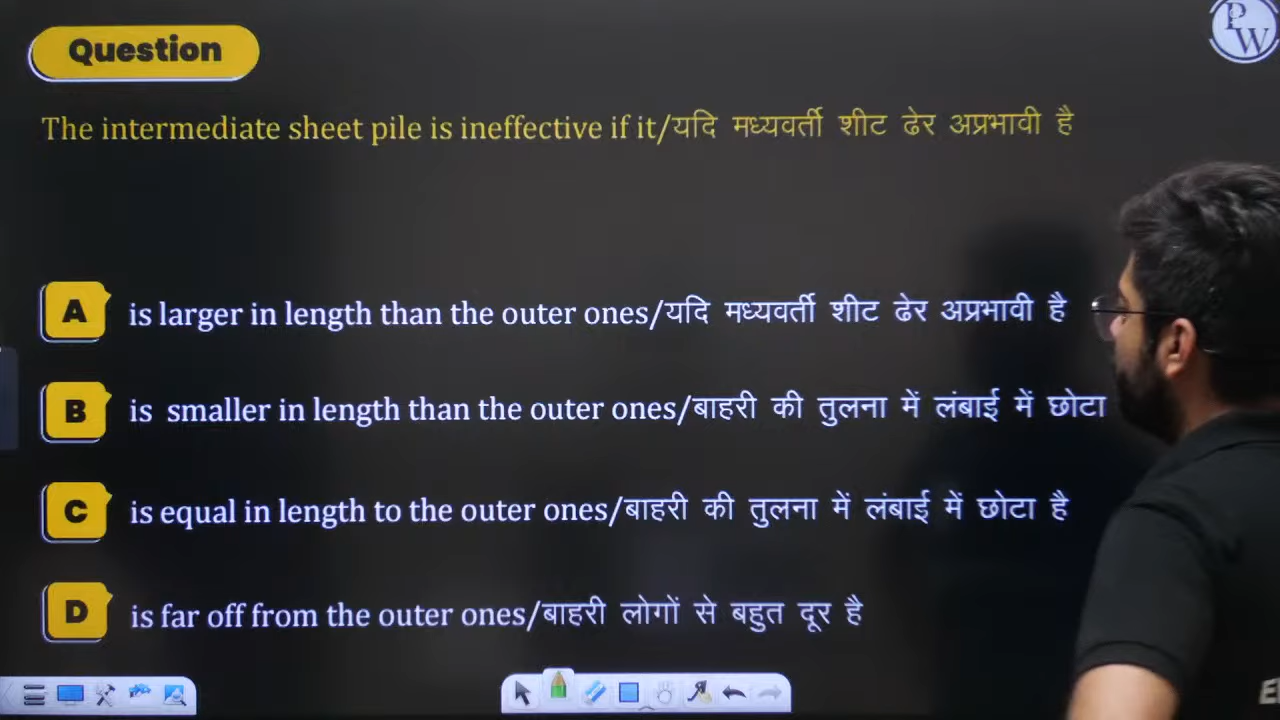 Question
PW
The intermediate sheet pile is ineffective if it/यदि मध्यवर्ती शीट ढेर अप्रभावी है
A is larger in length than the outer ones/यदि मध्यवर्ती शीट ढेर अप्रभावी है
B is smaller in length than the outer ones/बाहरी की तुलना में लंबाई में छोटा
C is equal in length to the outer ones/बाहरी की तुलना में लंबाई में छोटा है
D is far off from the outer ones/बाहरी लोगों से बहुत दूर है